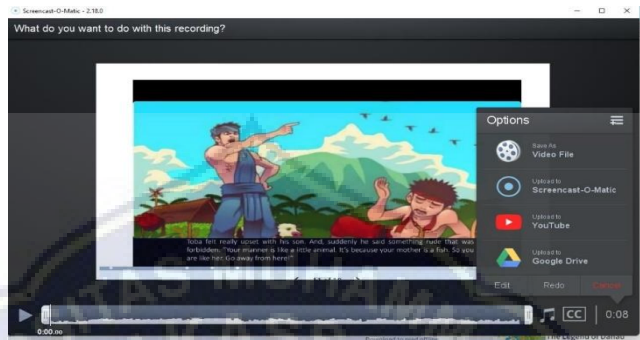 Screencast-O-Matic - 2.18.0
What do you want to do with this recording?
Options
Save As
Video File
Upload to
Screencast-O-Matic
Upload to
YouTube
Upload to
Google Drive
Toba felt really upset with his son. And, suddenly he said something rude that was
forbidden. "Your manner is like a little animal. It's because your mother is a fish. So you
are like her. Go away from here!"
Edit Redo Cancel
CC 0:08
0:00.00
The Legend of Danau